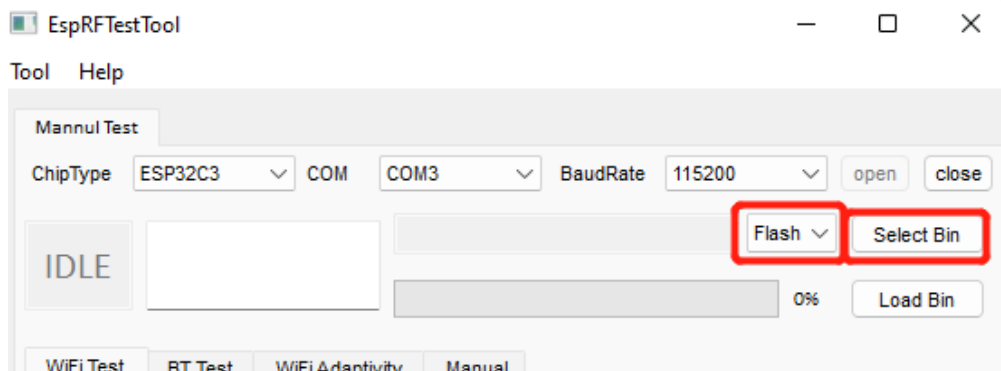 EspRFTestTool
Tool Help
Mannul Test
ChipType ESP32C3 COM COM3 BaudRate 115200 open close
Flash Select Bin
IDLE
0% Load Bin
WiFi Test BT Test WiFi Adaptivity Manual